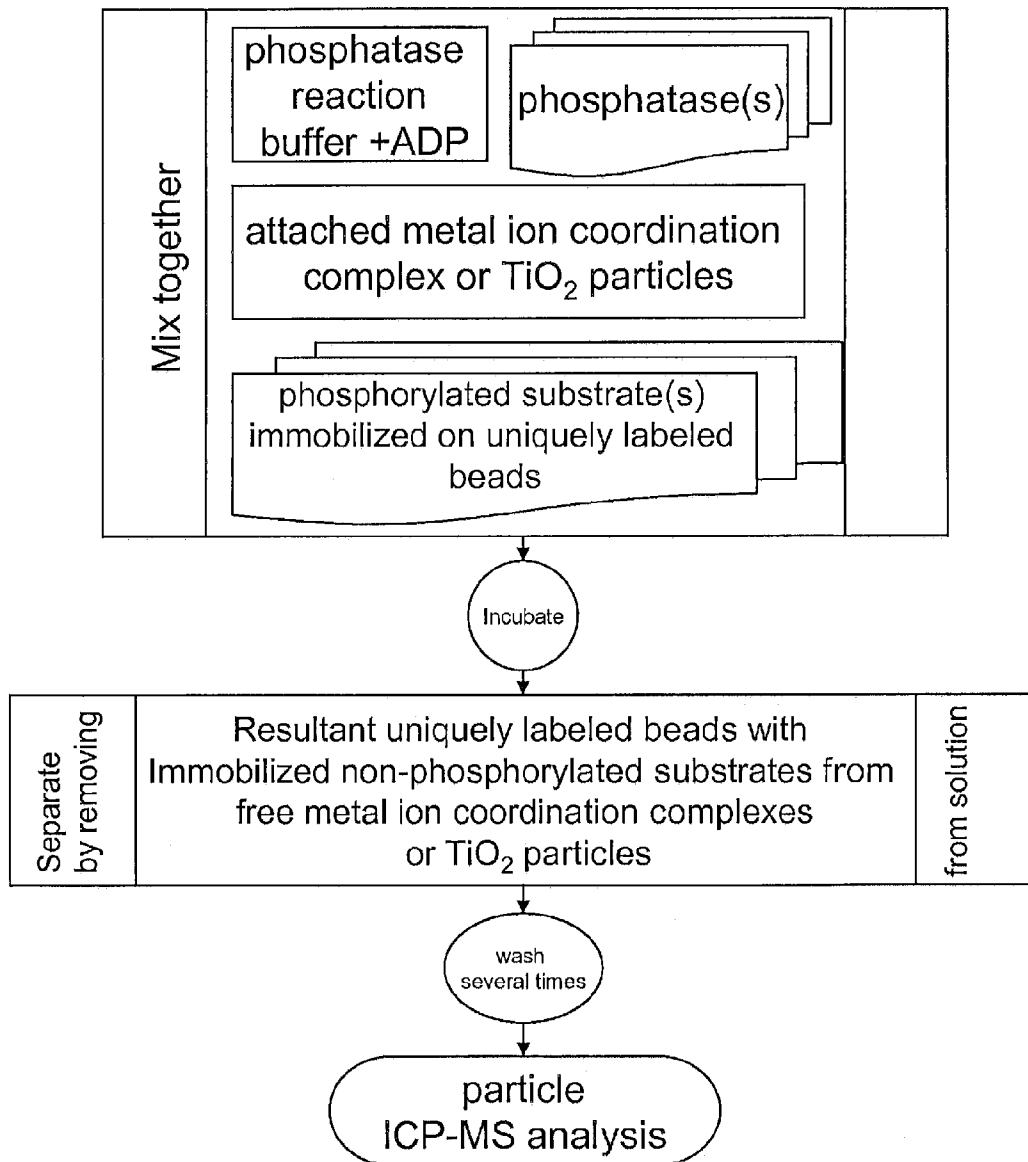 Mix together
phosphatase
reaction
buffer +ADP
phosphatase(s)
attached metal ion coordination
complex or TiO₂ particles
phosphorylated substrate(s)
immobilized on uniquely labeled
beads
Incubate
Separate
by removing
Resultant uniquely labeled beads with
Immobilized non-phosphorylated substrates from
free metal ion coordination complexes
or TiO₂ particles
from solution
wash
several times
particle
ICP-MS analysis